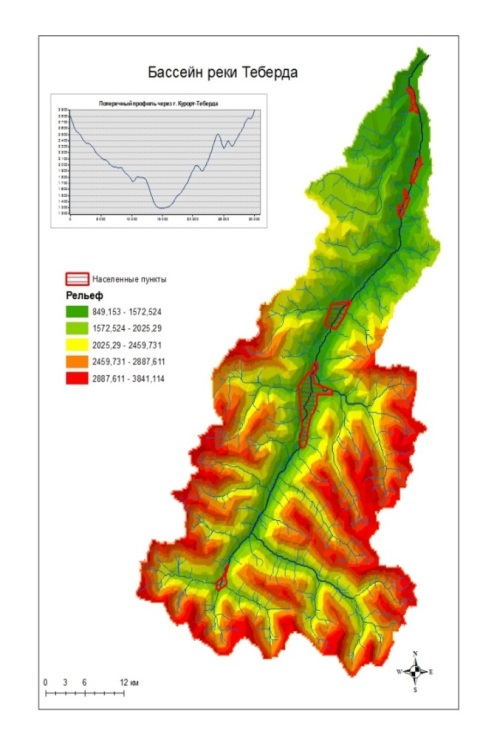 Бассейн реки Теберда
Поперечный профиль через г. Курорт-Теберда
Населенные пункты
Рельеф
849,153 - 1572,524
1572,524 - 2025,29
2025,29 - 2459,731
2459,731 - 2887,611
2887,611 - 3841,114
N
W E
S
0 3 6 12 км